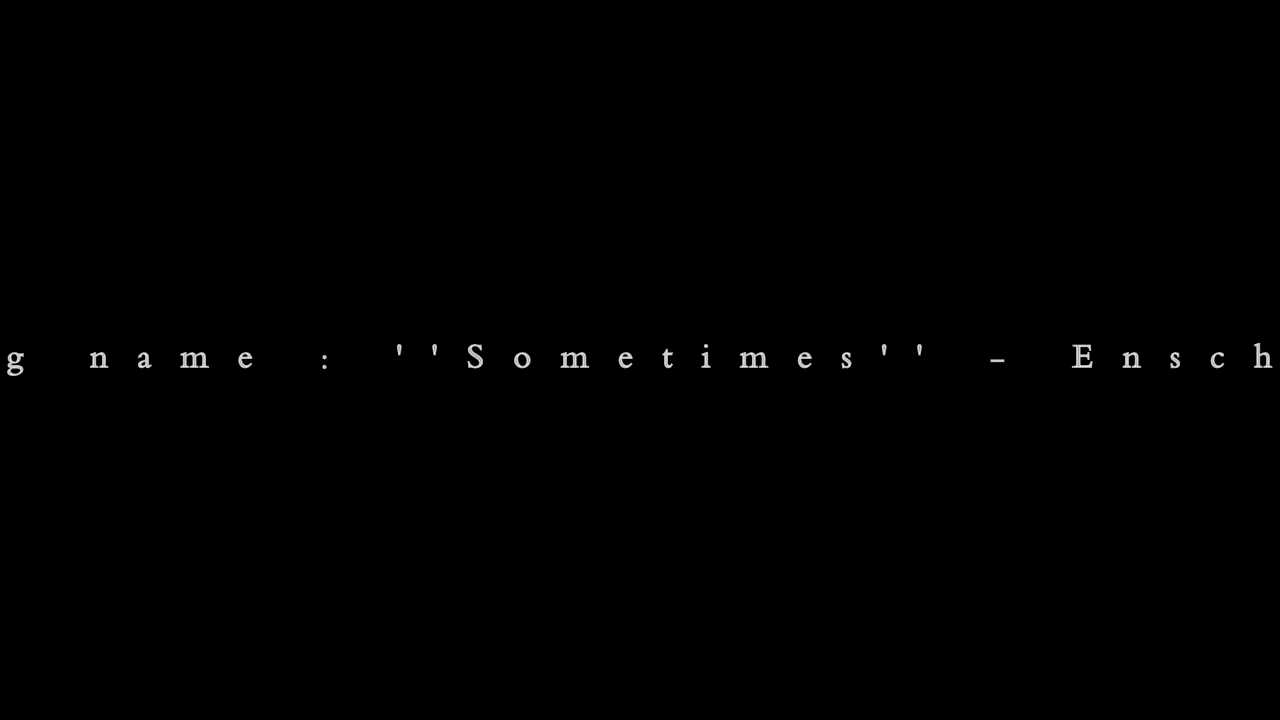 g name : ''Sometimes'' – Ensch